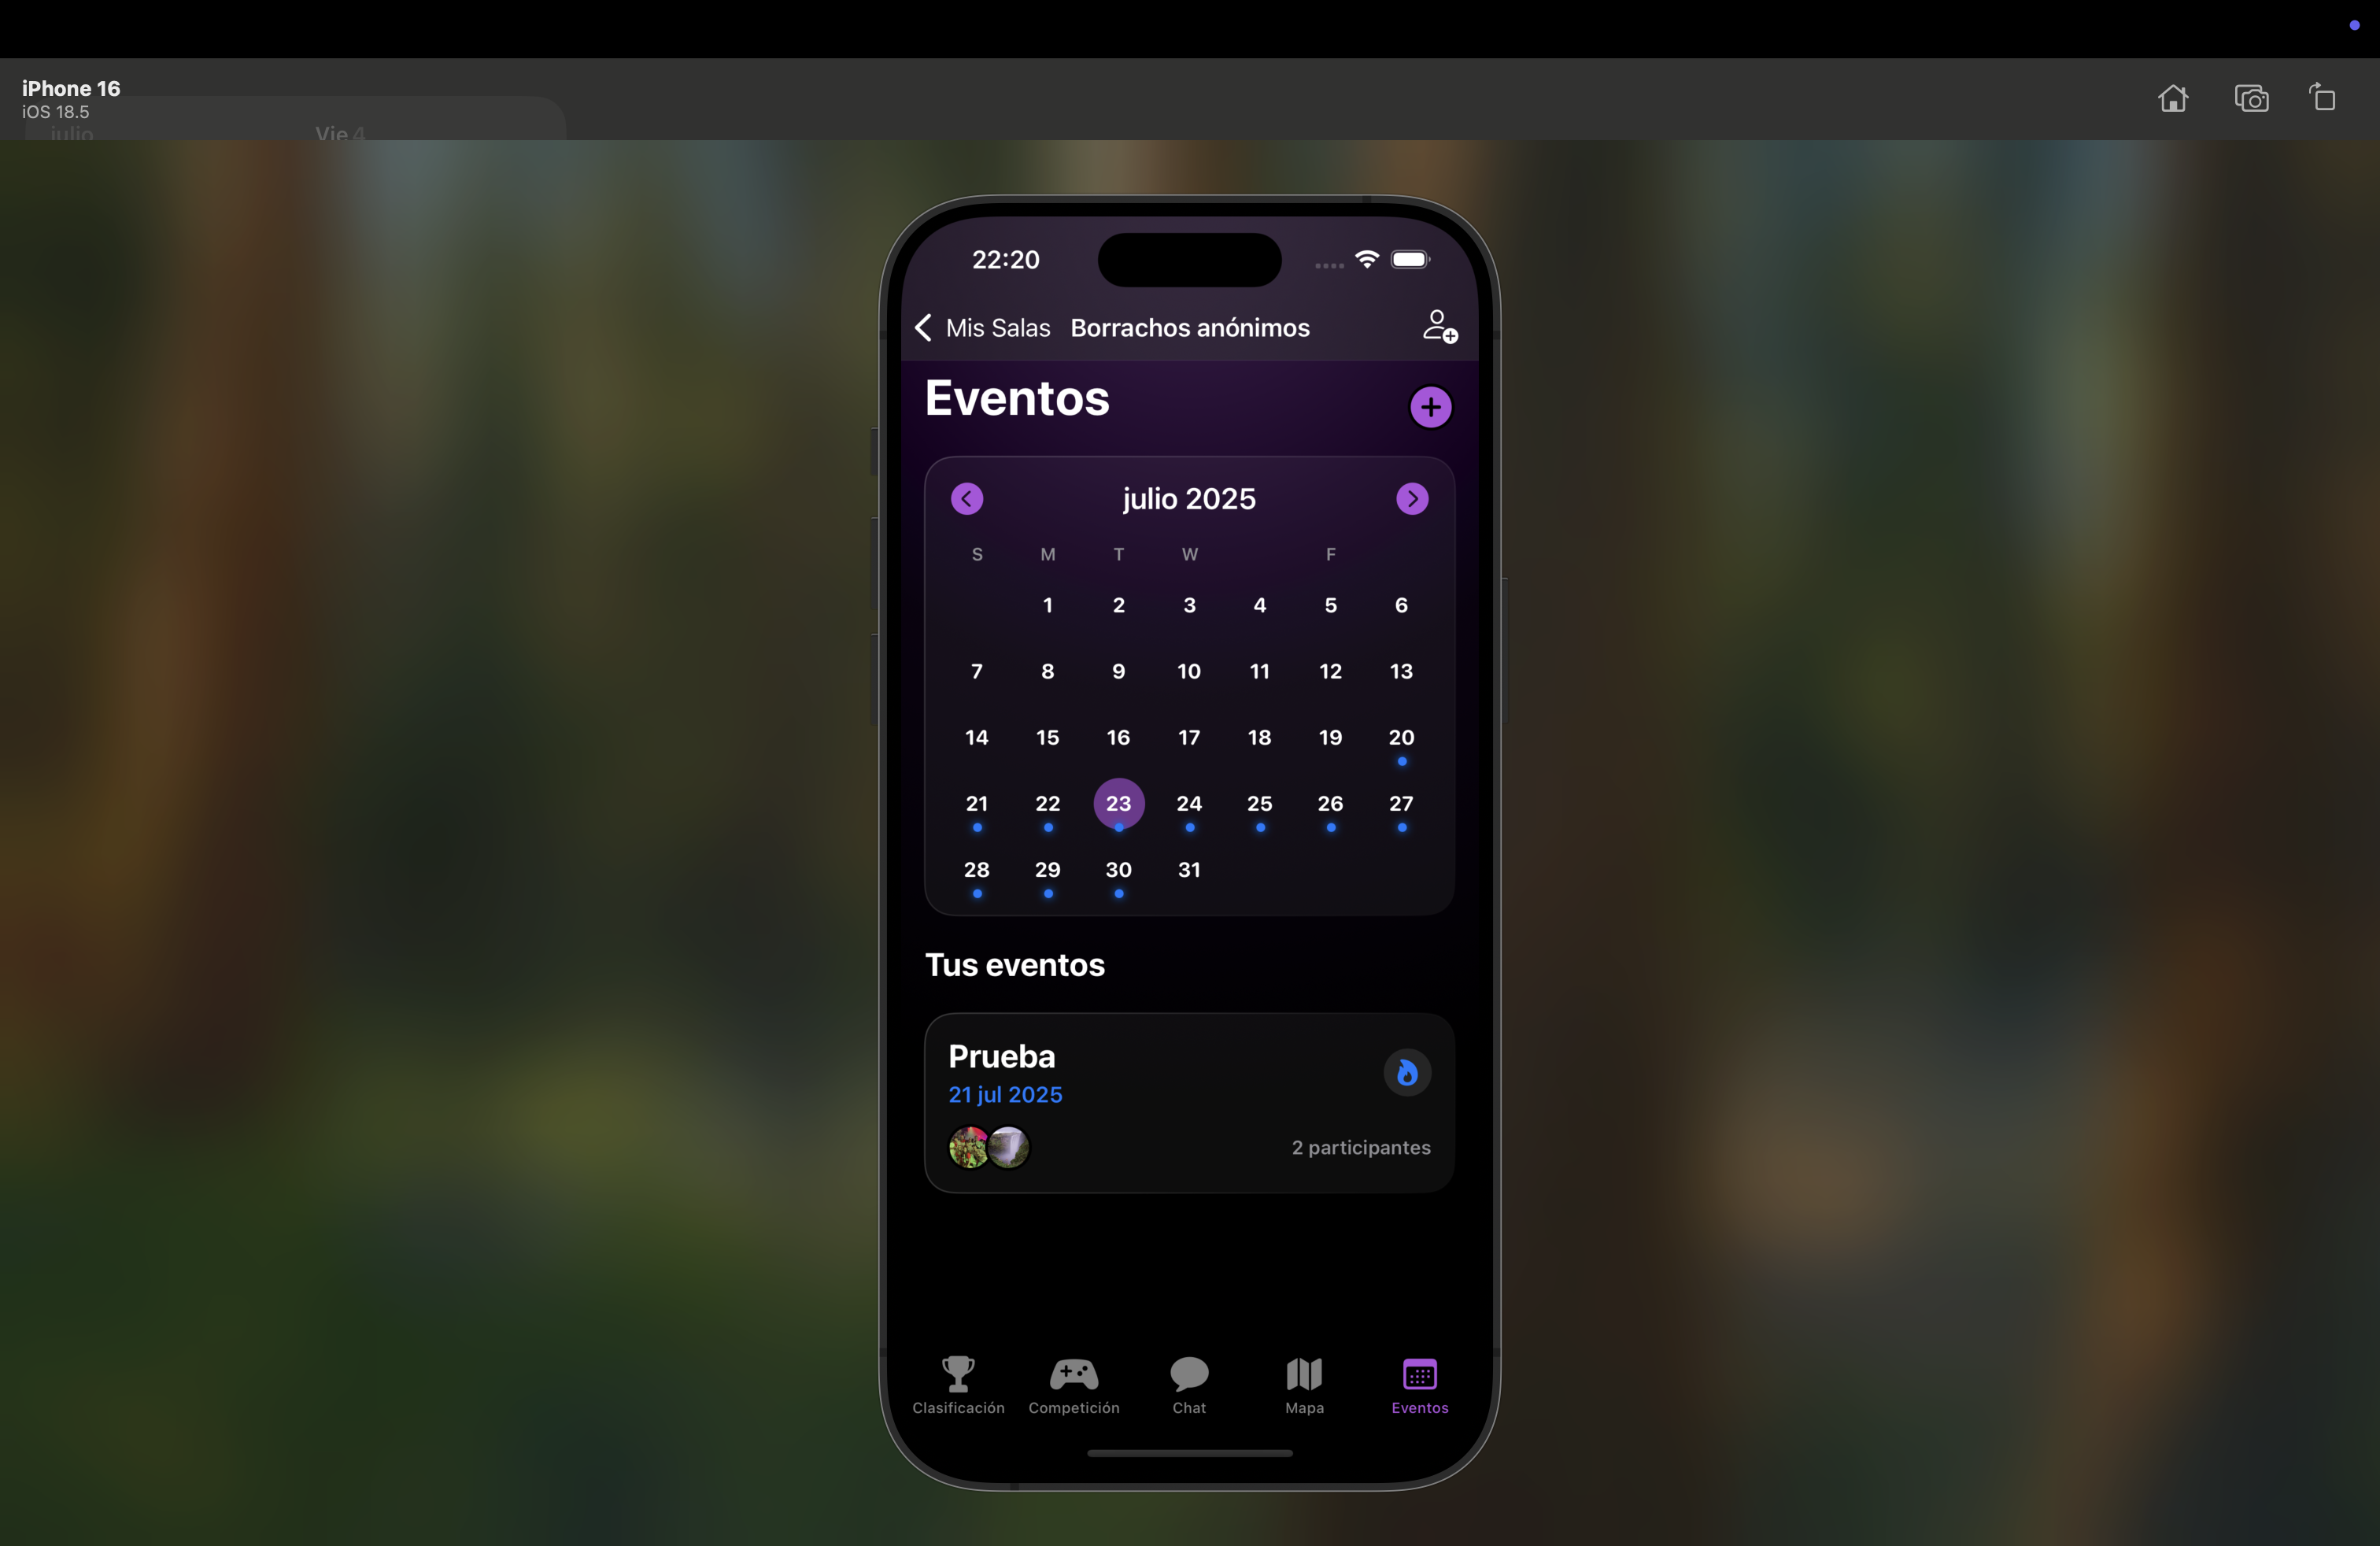 iPhone 16
iOS 18.5
julio Vie 4
22:20
Mis Salas Borrachos anónimos
Eventos
julio 2025
S M T W F
1 2 3 4 5 6
7 8 9 10 11 12 13
14 15 16 17 18 19 20
21 22 23 24 25 26 27
28 29 30 31
Tus eventos
Prueba
21 jul 2025
2 participantes
Clasificación Competición Chat Mapa Eventos